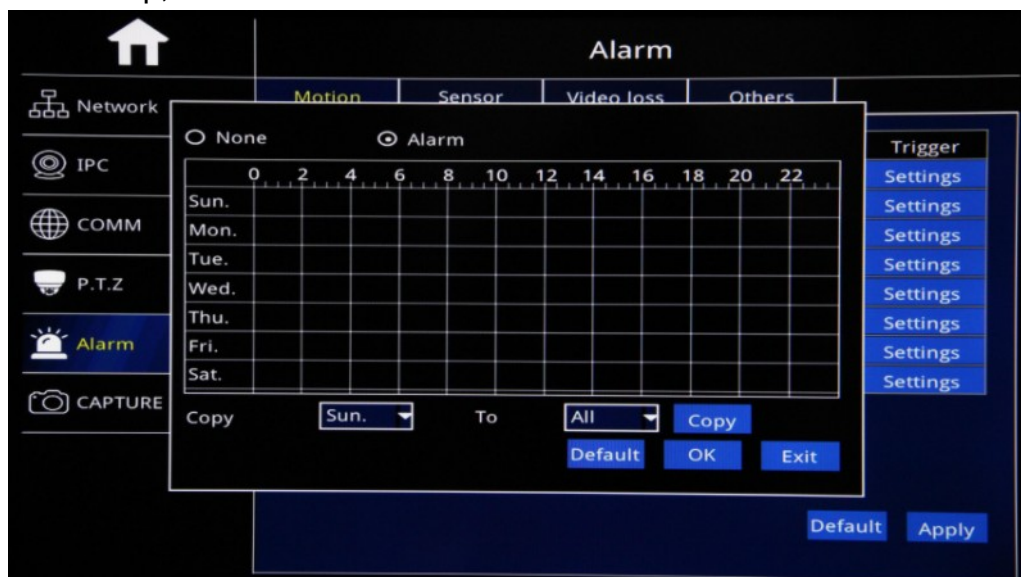 Alarm
Network
IPC
COMM
P.T.Z
Alarm
CAPTURE
Motion Sensor Video loss Others
Trigger
Settings
Settings
Settings
Settings
Settings
Settings
Settings
Settings
None Alarm
0 2 4 6 8 10 12 14 16 18 20 22
Sun.
Mon.
Tue.
Wed.
Thu.
Fri.
Sat.
Copy Sun. To All Copy
Default OK Exit
Default Apply